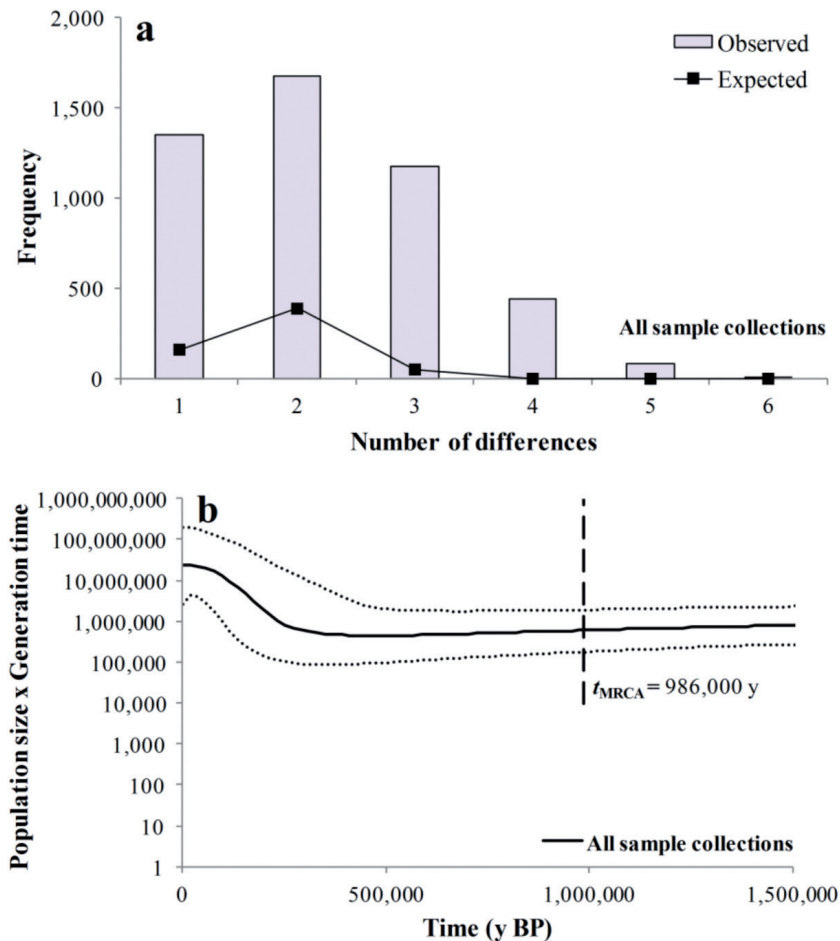 a
Observed
Expected
Frequency
2,000
1,500
1,000
500
0
All sample collections
1 2 3 4 5 6
Number of differences
b
Population size x Generation time
1,000,000,000
100,000,000
10,000,000
1,000,000
100,000
10,000
1,000
100
10
1
tMRCA = 986,000 y
All sample collections
0 500,000 1,000,000 1,500,000
Time (y BP)